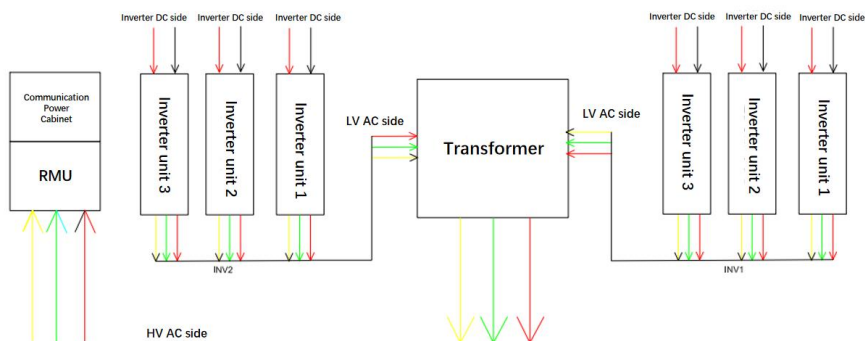 Inverter DC side
Inverter DC side
Inverter DC side
Inverter DC side
Inverter DC side
Inverter DC side
Communication
Power
Cabinet
RMU
Inverter unit 3
Inverter unit 2
Inverter unit 1
LV AC side
Transformer
LV AC side
Inverter unit 3
Inverter unit 2
Inverter unit 1
INV2
INV1
HV AC side